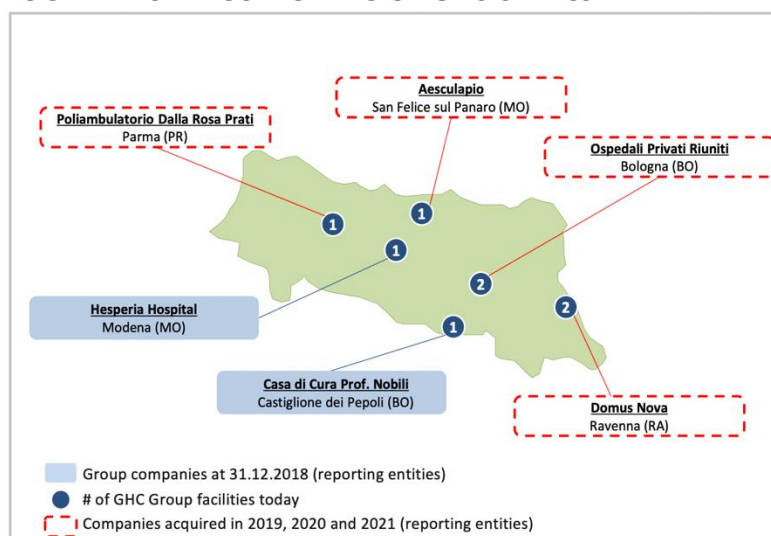 Aesculapio
San Felice sul Panaro (MO)
Poliambulatorio Dalla Rosa Prati
Parma (PR)
Ospedali Privati Riuniti
Bologna (BO)
1
1
1
2
2
1
Hesperia Hospital
Modena (MO)
Casa di Cura Prof. Nobili
Castiglione dei Pepoli (BO)
Domus Nova
Ravenna (RA)
Group companies at 31.12.2018 (reporting entities)
# of GHC Group facilities today
Companies acquired in 2019, 2020 and 2021 (reporting entities)